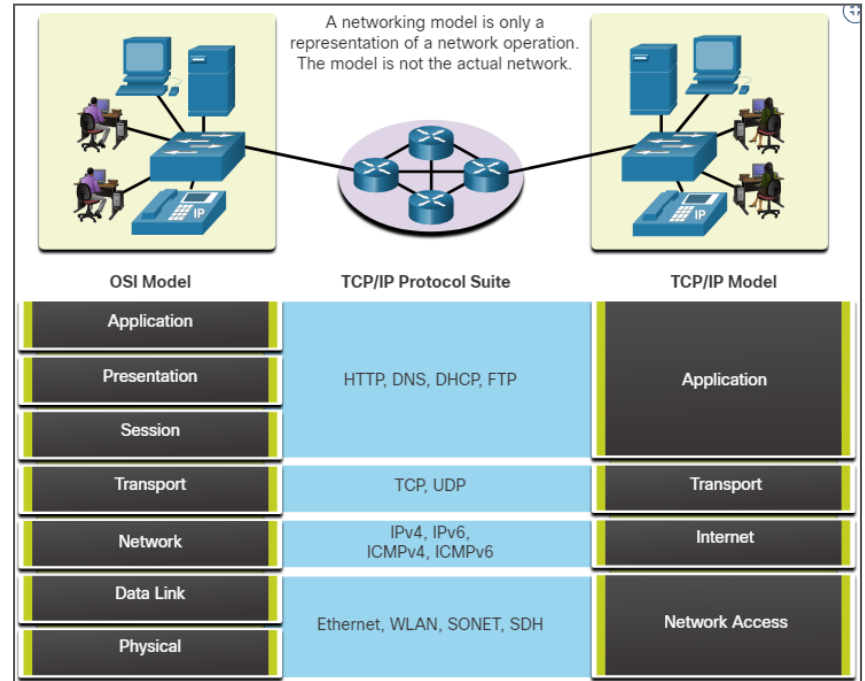 A networking model is only a
representation of a network operation.
The model is not the actual network.
IP
IP
OSI Model
TCP/IP Protocol Suite
TCP/IP Model
Application
Presentation
Session
Transport
Network
Data Link
Physical
HTTP, DNS, DHCP, FTP
TCP, UDP
IPv4, IPv6,
ICMPv4, ICMPv6
Ethernet, WLAN, SONET, SDH
Application
Transport
Internet
Network Access